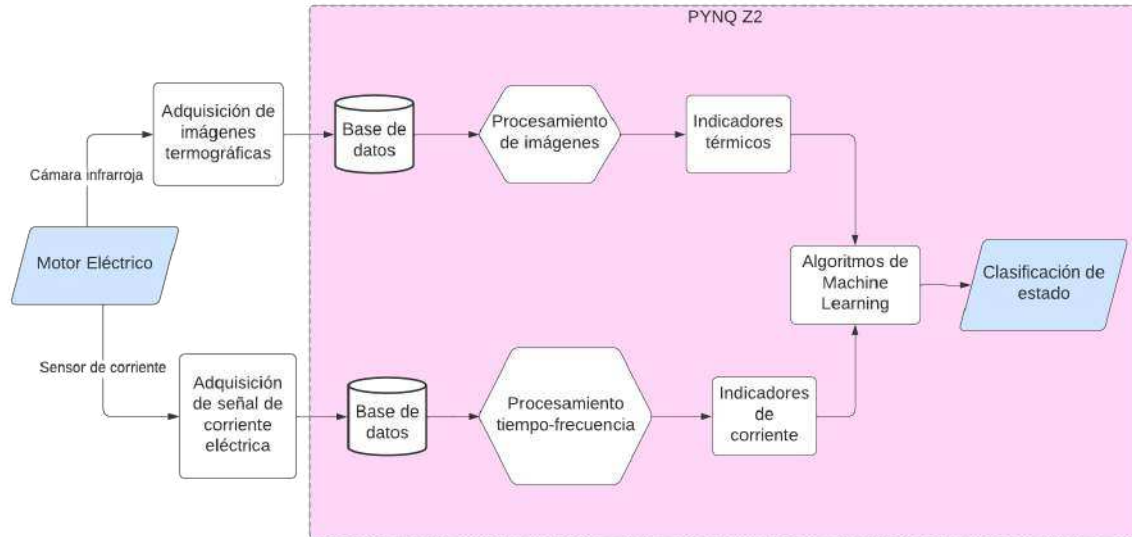 PYNQ Z2
Adquisición de
imágenes
termográficas
Base de
datos
Procesamiento
de imágenes
Indicadores
térmicos
Cámara infrarroja
Motor Eléctrico
Algoritmos de
Machine
Learning
Clasificación de
estado
Sensor de corriente
Adquisición
de señal de
corriente
eléctrica
Base de
datos
Procesamiento
tiempo-frecuencia
Indicadores
de
corriente